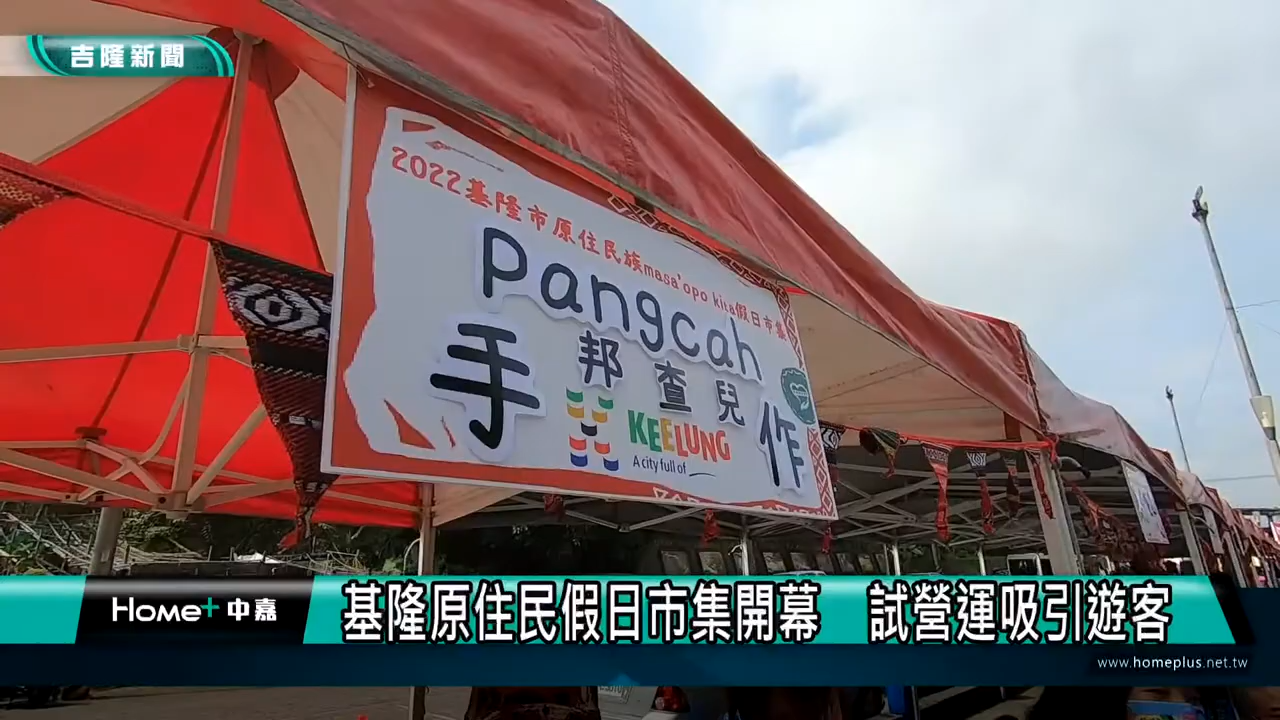 吉隆新聞
2022基隆市原住民族masa'opo kita假日市集
pangcah
邦查兒
手作
KEELUNG
A city full of
Home+中嘉
基隆原住民假日市集開幕 試營運吸引遊客
www.homeplus.net.tw